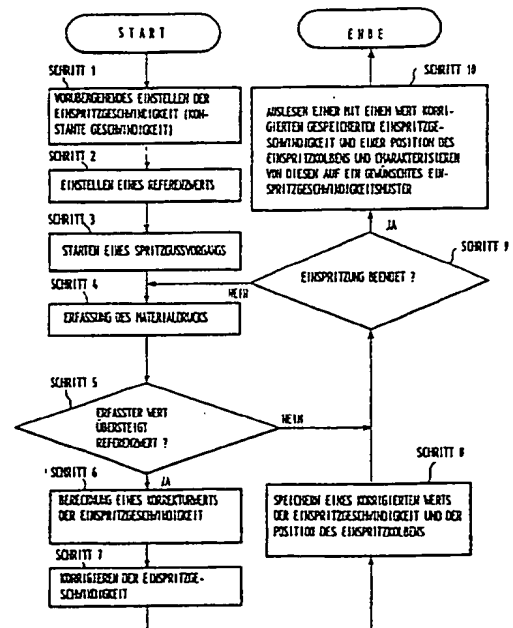 START
SCHRITT 1
VORÜBERGEHENDES EINSTELLEN DER
EINSPRITZGESCHWINDIGKEIT (KON-
STANTE GESCHWINDIGKEIT)
SCHRITT 2
EINSTELLEN EINES REFERENZWERTS
SCHRITT 3
STARTEN EINES SPRITZGUSSVORGANGS
SCHRITT 4
ERFASSUNG DES MATERIALDRUCKS
SCHRITT 5
ERFASSTER WERT
ÜBERSTEIGT
REFERENZWERT ?
NEIN
JA
SCHRITT 6
BERECHNUNG EINES KORREKTURWERTS
DER EINSPRITZGESCHWINDIGKEIT
SCHRITT 7
KORRIGIEREN DER EINSPRITZGE-
SCHWINDIGKEIT
SCHRITT 8
SPEICHERN EINES KORRIGIERTEN WERTS
DER EINSPRITZGESCHWINDIGKEIT UND DER
POSITION DES EINSPRITZKOLBENS
SCHRITT 9
EINSPRITZUNG BEENDET ?
NEIN
JA
SCHRITT 10
AUSLESEN EINER MIT EINEM WERT KORRI-
GIERTEN GESPEICHERTEN EINSPRITZGE-
SCHWINDIGKEIT UND EINER POSITION DES
EINSPRITZKOLBENS UND CHARAKTERISIEREN
VON DIESEN AUF EIN GEWÜNSCHTES EIN-
SPRITZGESCHWINDIGKEITSMUSTER
ENDE